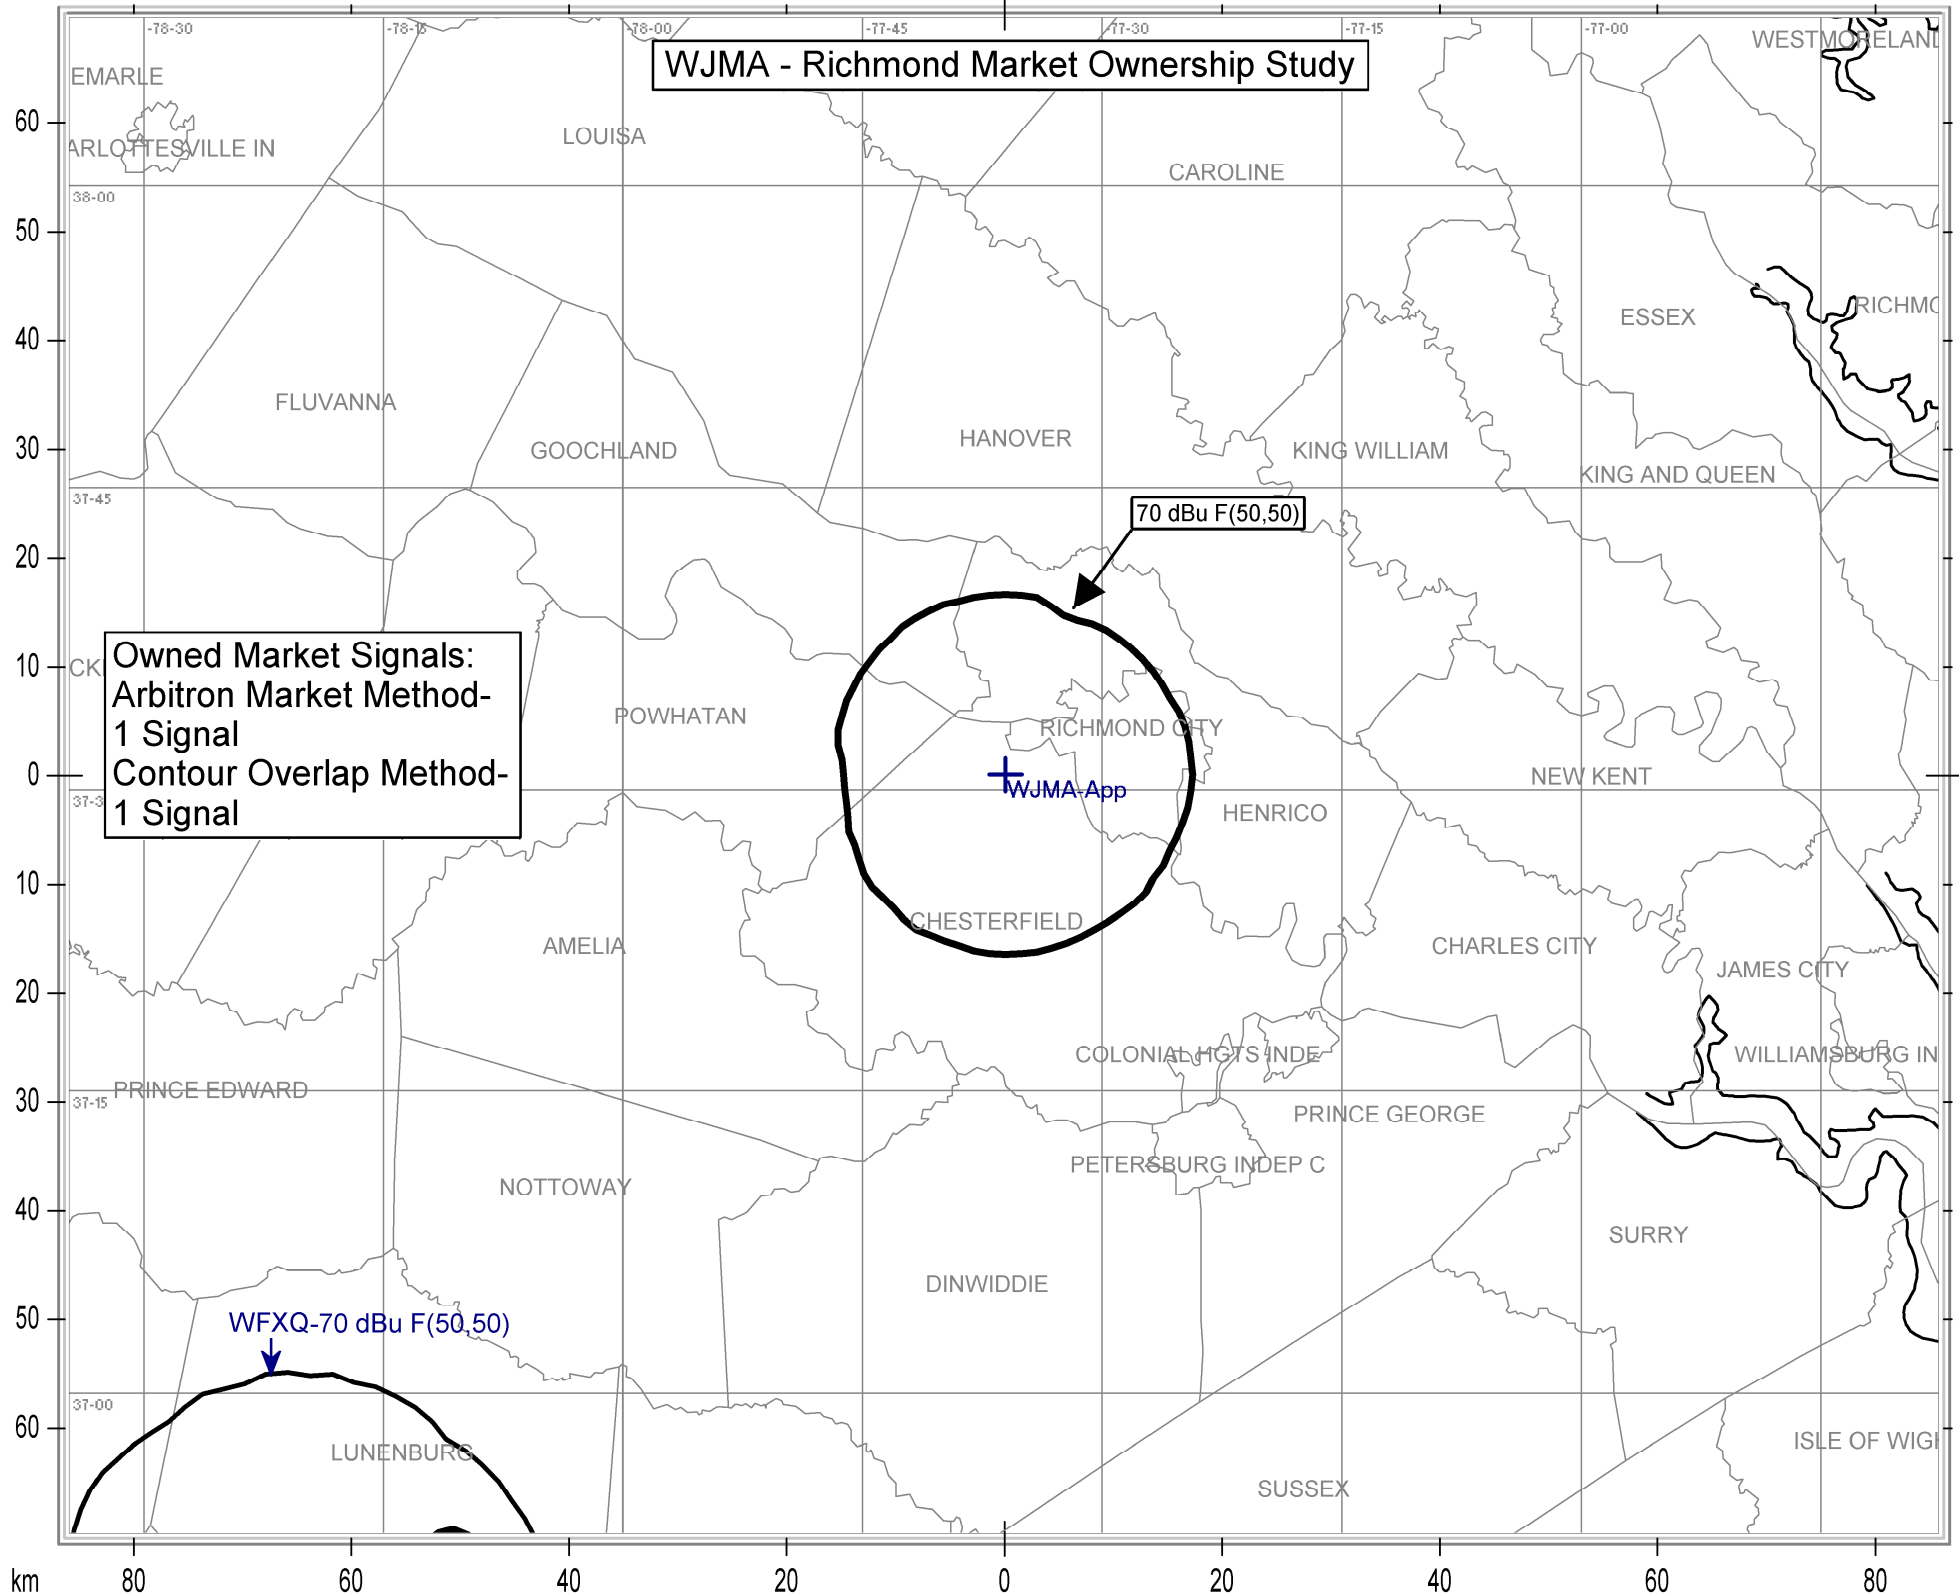 -78-30
-78-15
-78-00
-77-45
-77-30
-77-15
-77-00
WJMA - Richmond Market Ownership Study
WESTMORELAND
EMARLE
60
LOUISA
ARLOTTESVILLE IN
CAROLINE
38-00
50
ESSEX
RICHMO
40
FLUVANNA
HANOVER
30
GOOCHLAND
KING WILLIAM
KING AND QUEEN
37-45
70 dBu F(50,50)
20
Owned Market Signals:
Arbitron Market Method-
1 Signal
Contour Overlap Method-
1 Signal
10
CK
POWHATAN
RICHMOND CITY
0
NEW KENT
WJMA-App
37-3
HENRICO
10
CHESTERFIELD
AMELIA
CHARLES CITY
JAMES CITY
20
COLONIAL HGTS INDE
WILLIAMSBURG IN
PRINCE EDWARD
30
37-15
PRINCE GEORGE
PETERSBURG INDEP C
NOTTOWAY
40
SURRY
DINWIDDIE
50
WFXQ-70 dBu F(50,50)
37-00
60
LUNENBURG
ISLE OF WIGH
SUSSEX
km
80
60
40
20
0
20
40
60
80